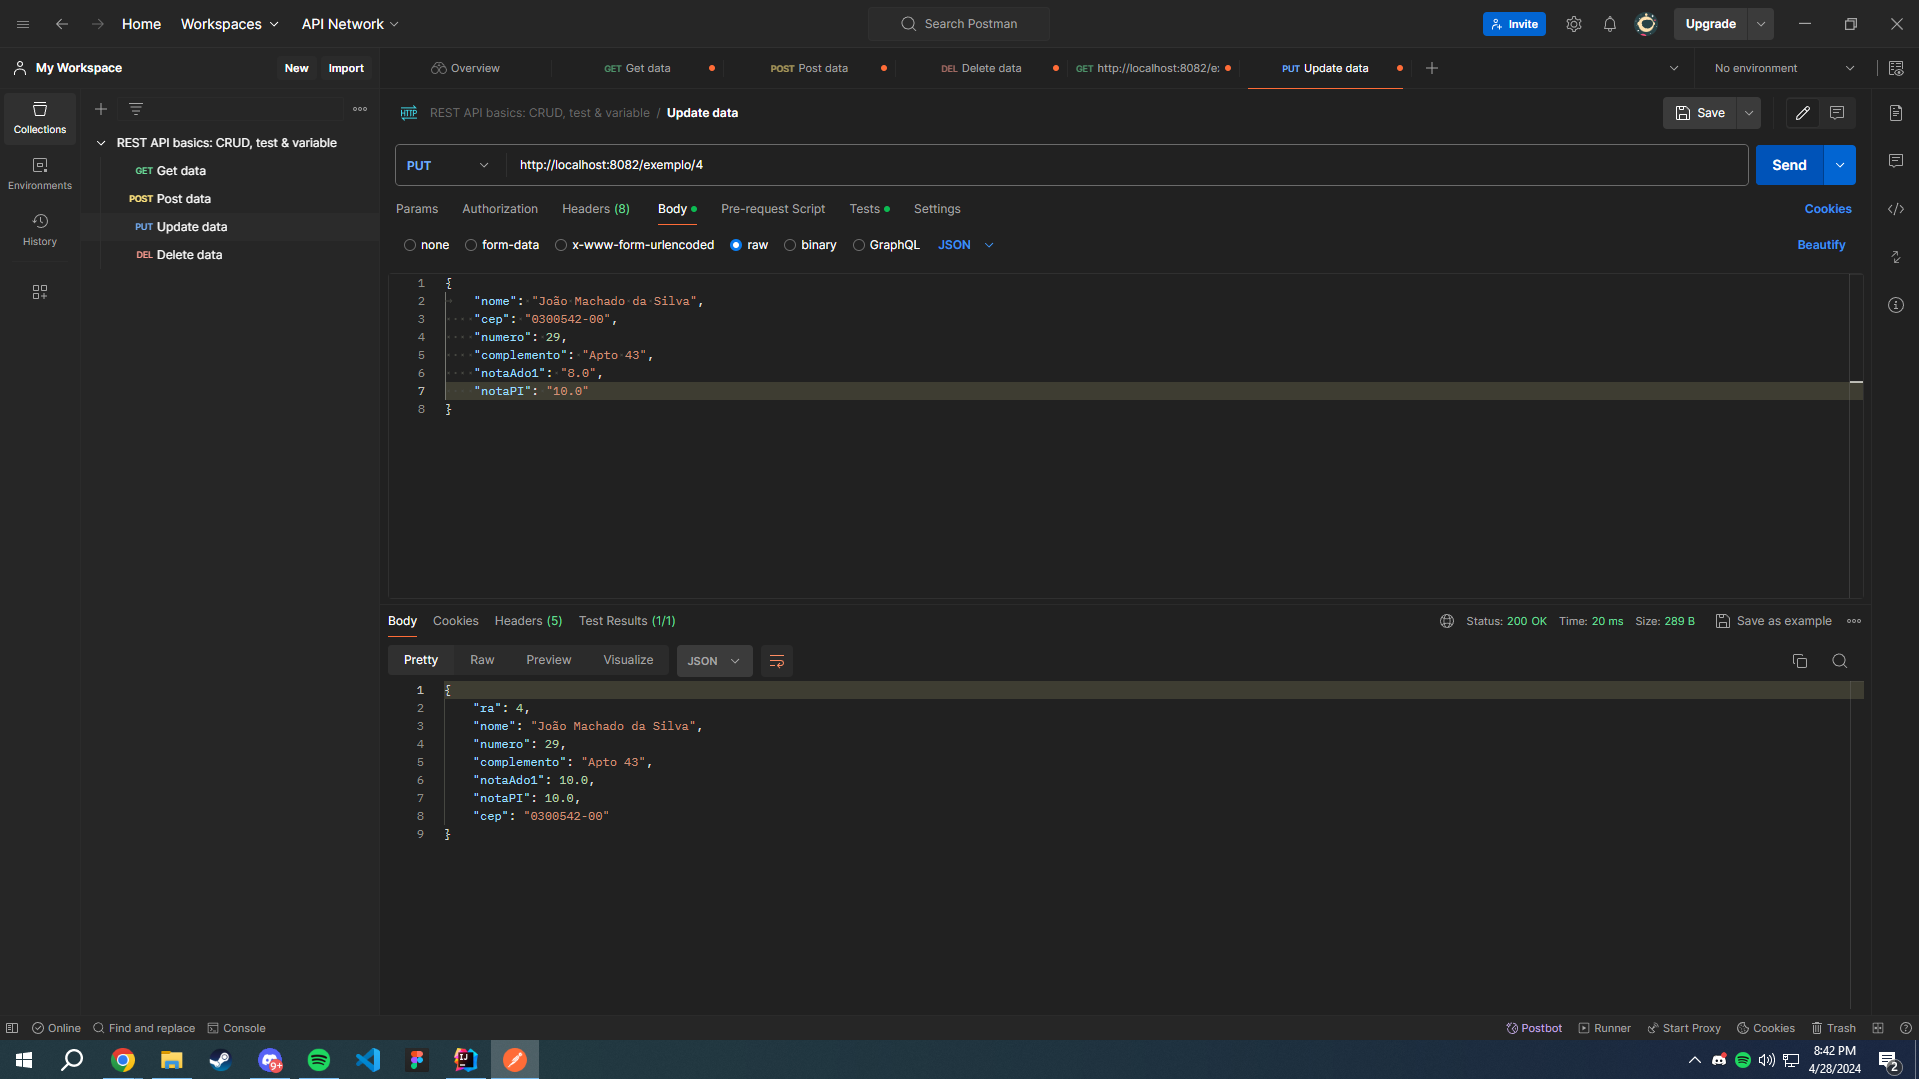 Home
Workspaces
API Network
Search Postman
Invite
Upgrade
My Workspace
New
Import
Overview
GET Get data
POST Post data
DEL Delete data
GET http://localhost:8082/e
PUT Update data
No environment
Collections
Environments
History
REST API basics: CRUD, test & variable
GET Get data
POST Post data
PUT Update data
DEL Delete data
HTTP REST API basics: CRUD, test & variable / Update data
Save
PUT
http://localhost:8082/exemplo/4
Send
Params
Authorization
Headers (8)
Body
Pre-request Script
Tests
Settings
Cookies
none
form-data
x-www-form-urlencoded
raw
binary
GraphQL
JSON
Beautify
1 {
2 "nome": "João Machado da Silva",
3 "cep": "0300542-00",
4 "numero": 29,
5 "complemento": "Apto 43",
6 "notaAdo1": "8.0",
7 "notaPI": "10.0"
8 }
Body
Cookies
Headers (5)
Test Results (1/1)
Status: 200 OK
Time: 20 ms
Size: 289 B
Save as example
Pretty
Raw
Preview
Visualize
JSON
1 {
2 "ra": 4,
3 "nome": "João Machado da Silva",
4 "numero": 29,
5 "complemento": "Apto 43",
6 "notaAdo1": 10.0,
7 "notaPI": 10.0,
8 "cep": "0300542-00"
9 }
Online
Find and replace
Console
Postbot
Runner
Start Proxy
Cookies
Trash
9+
IJ
8:42 PM
4/28/2024
2